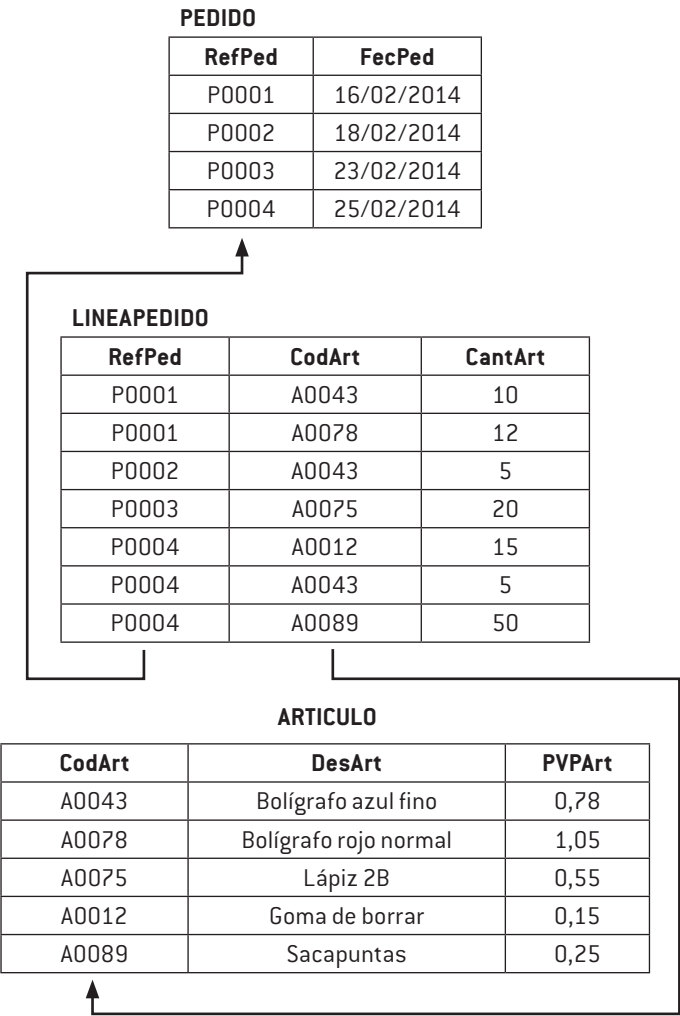 PEDIDO
RefPed FecPed
P0001 16/02/2014
P0002 18/02/2014
P0003 23/02/2014
P0004 25/02/2014
LINEAPEDIDO
RefPed CodArt CantArt
P0001 A0043 10
P0001 A0078 12
P0002 A0043 5
P0003 A0075 20
P0004 A0012 15
P0004 A0043 5
P0004 A0089 50
ARTICULO
CodArt DesArt PVPArt
A0043 Bolígrafo azul fino 0,78
A0078 Bolígrafo rojo normal 1,05
A0075 Lápiz 2B 0,55
A0012 Goma de borrar 0,15
A0089 Sacapuntas 0,25